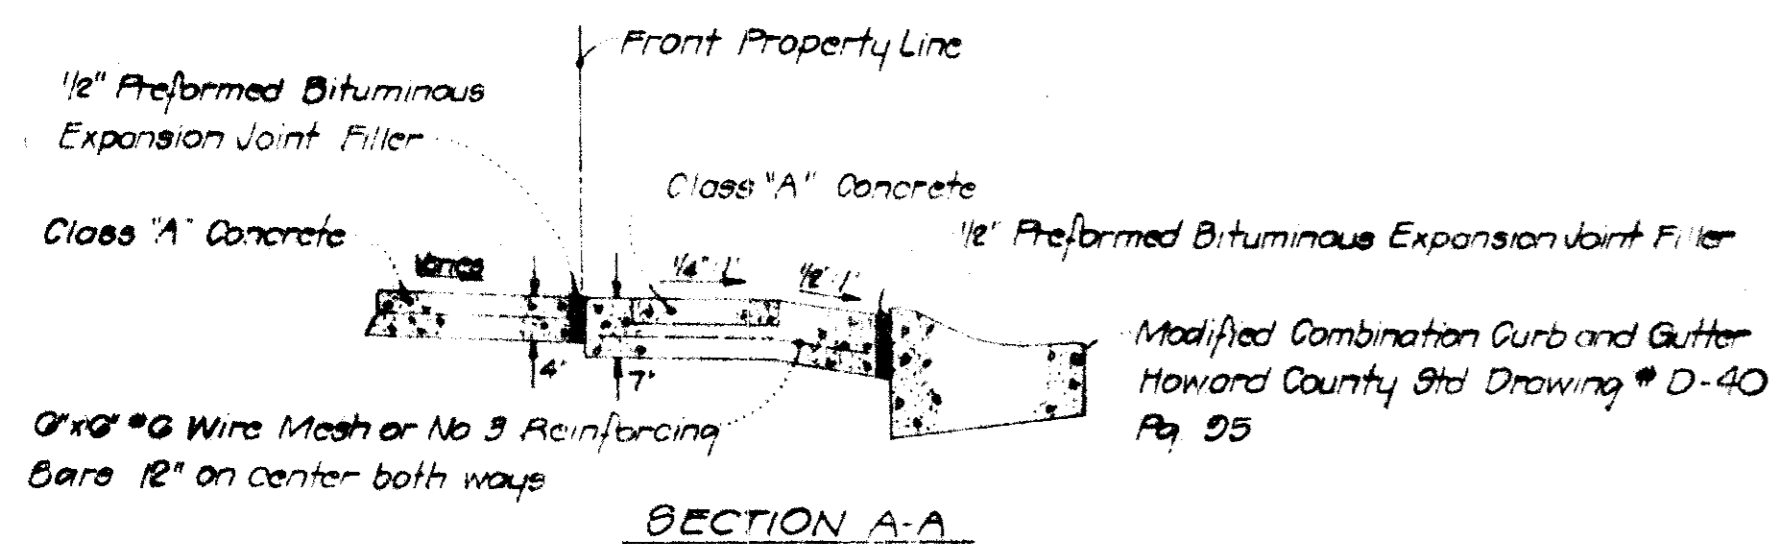 Front Property Line
1/2" Preformed Bituminous
Expansion Joint Filler
Class "A" Concrete
Class "A" Concrete
1/2" Preformed Bituminous Expansion Joint Filler
Varies
1/4":1'
1/2":1'
4"
7"
Modified Combination Curb and Gutter
Howard County Std Drawing # D-40
Pg. 95
6"x6" #6 Wire Mesh or No 3 Reinforcing
Bars 12" on center both ways
SECTION A-A